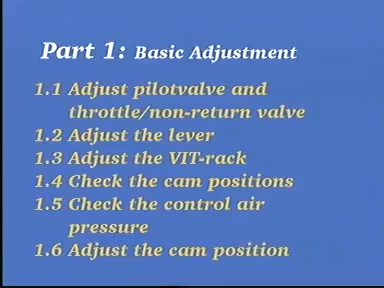 Part 1: Basic Adjustment
1.1 Adjust pilotvalve and
throttle/non-return valve
1.2 Adjust the lever
1.3 Adjust the VIT-rack
1.4 Check the cam positions
1.5 Check the control air
pressure
1.6 Adjust the cam position